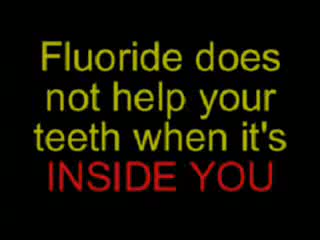 Fluoride does
not help your
teeth when it's
INSIDE YOU